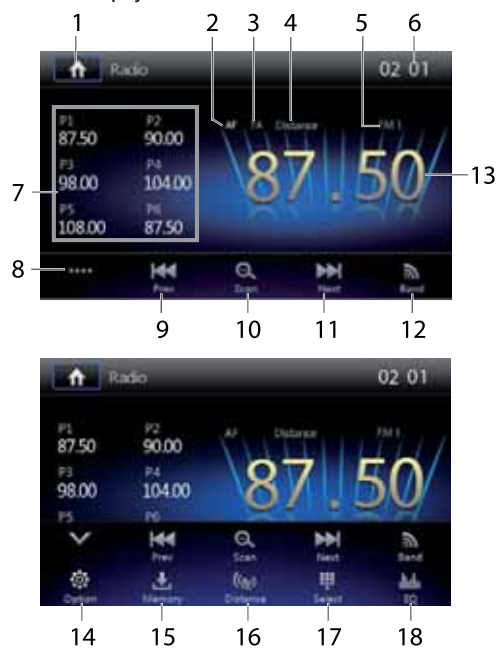 1 2 3 4 5 6
Radio 02 01
AF TA Distance FM 1
P1 P2
87.50 90.00
P3 P4
98.00 104.00
P5 P6
108.00 87.50
87.50
7
13
8
Prev Scan Next Band
9 10 11 12
Radio 02 01
AF Distance FM 1
P1 P2
87.50 90.00
P3 P4
98.00 104.00
P5 P6
87.50
Prev Scan Next Band
Option Memory Distance Select EQ
14 15 16 17 18